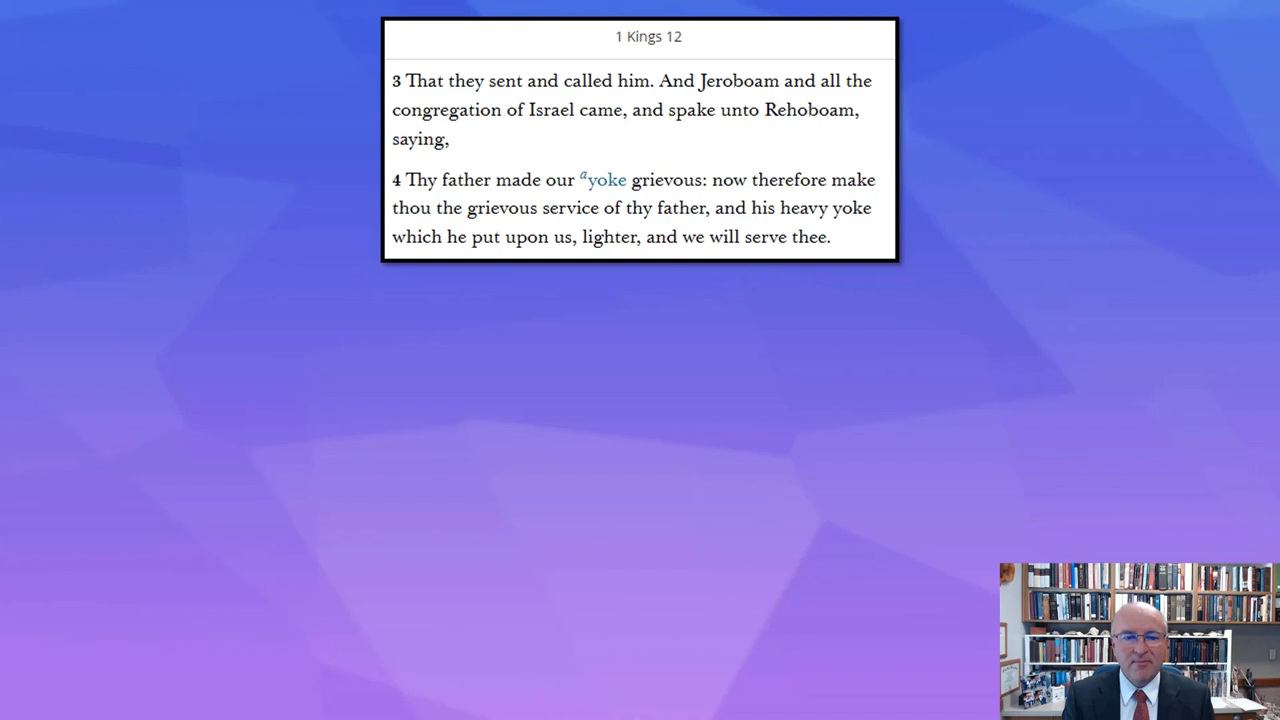 1 Kings 12
3 That they sent and called him. And Jeroboam and all the
congregation of Israel came, and spake unto Rehoboam,
saying,
4 Thy father made our ayoke grievous: now therefore make
thou the grievous service of thy father, and his heavy yoke
which he put upon us, lighter, and we will serve thee.